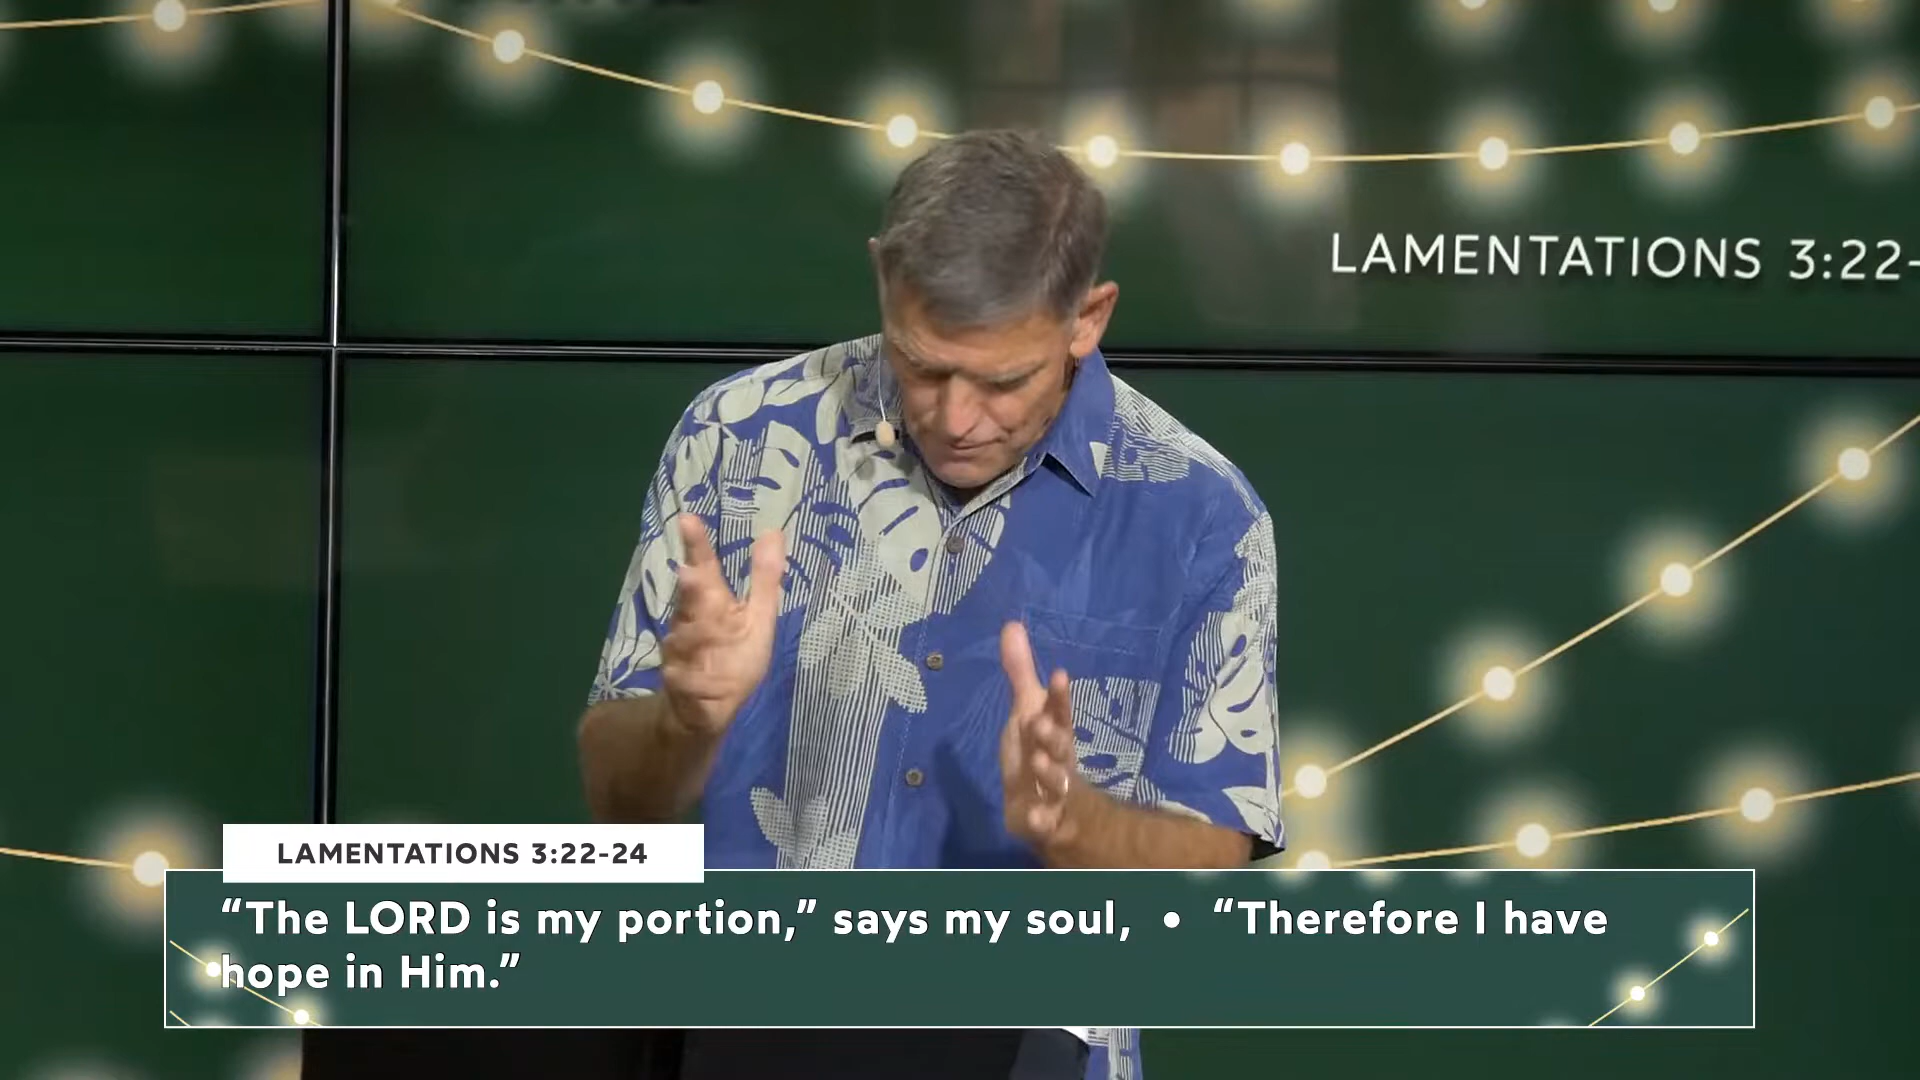 LAMENTATIONS 3:22-
LAMENTATIONS 3:22-24
“The LORD is my portion,” says my soul, • “Therefore I have
hope in Him.”